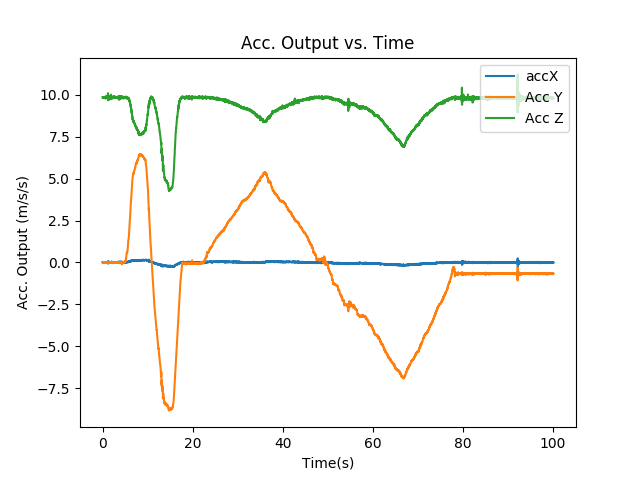 Acc. Output vs. Time
accX
Acc Y
Acc Z
Acc. Output (m/s/s)
10.0
7.5
5.0
2.5
0.0
−2.5
−5.0
−7.5
0 20 40 60 80 100
Time(s)